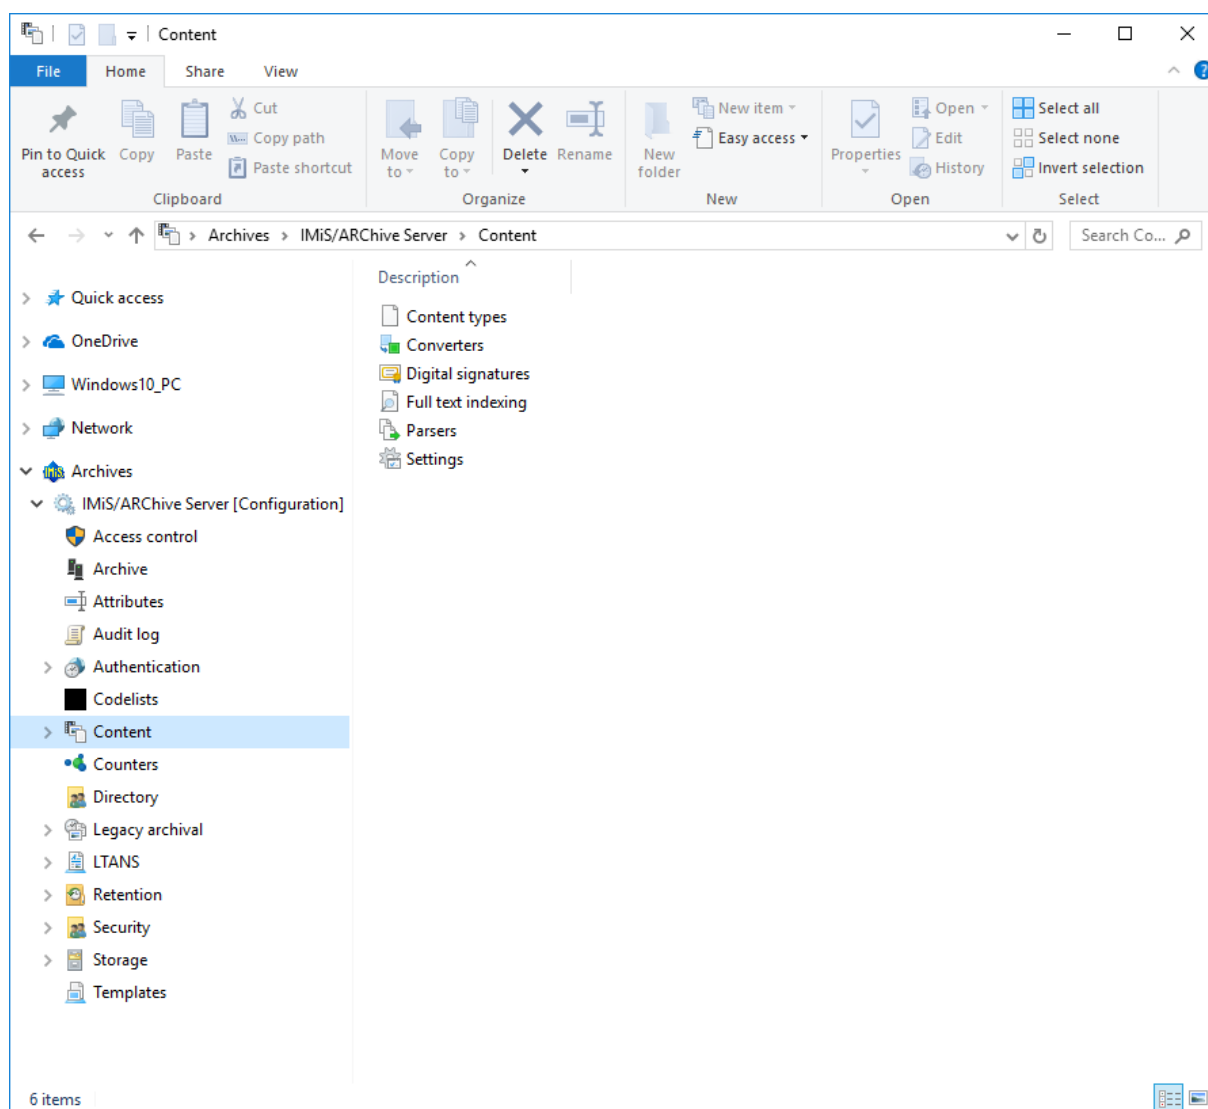 Content
File Home Share View
Pin to Quick access
Copy
Paste
Cut
Copy path
Paste shortcut
Clipboard
Move to
Copy to
Delete
Rename
Organize
New folder
New item
Easy access
New
Properties
Open
Edit
History
Open
Select all
Select none
Invert selection
Select
Archives > IMiS/ARChive Server > Content
Search Co...
Quick access
OneDrive
Windows10_PC
Network
Archives
IMiS/ARChive Server [Configuration]
Access control
Archive
Attributes
Audit log
Authentication
Codelists
Content
Counters
Directory
Legacy archival
LTANS
Retention
Security
Storage
Templates
Description
Content types
Converters
Digital signatures
Full text indexing
Parsers
Settings
6 items